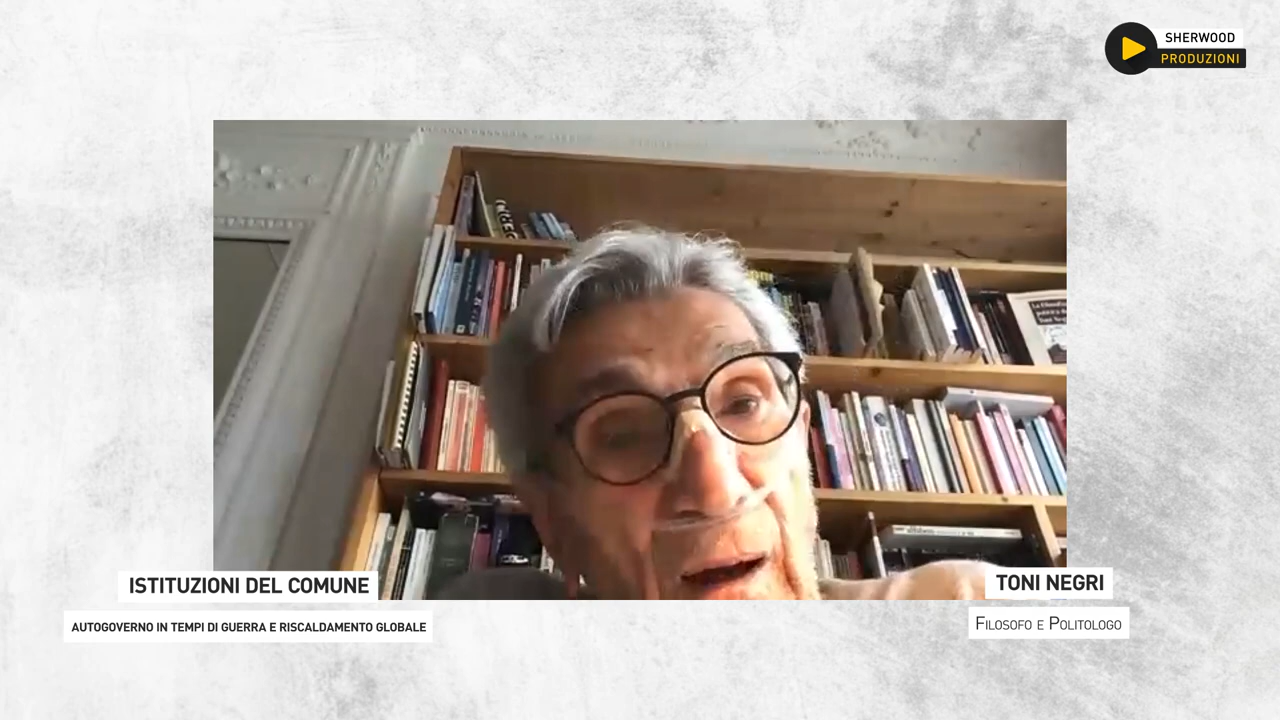 SHERWOOD
PRODUZIONI
ISTITUZIONI DEL COMUNE
AUTOGOVERNO IN TEMPI DI GUERRA E RISCALDAMENTO GLOBALE
TONI NEGRI
Filosofo e Politologo